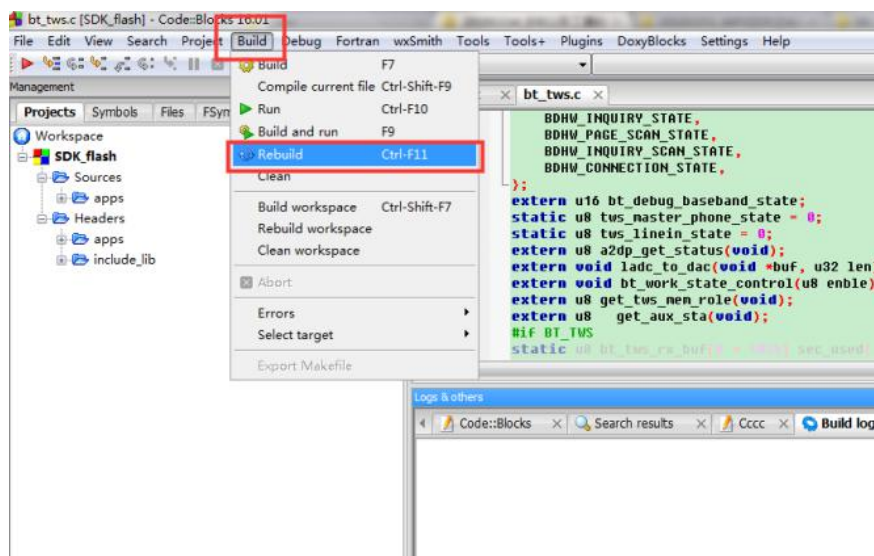 bt_tws.c [SDK_flash] - Code::Blocks 16.01
File Edit View Search Project Build Debug Fortran wxSmith Tools Tools+ Plugins DoxyBlocks Settings Help
Build F7
Compile current file Ctrl-Shift-F9
Run Ctrl-F10
Build and run F9
Rebuild Ctrl-F11
Clean
Build workspace Ctrl-Shift-F7
Rebuild workspace
Clean workspace
Abort
Errors
Select target
Export Makefile
Management
Projects Symbols Files FSym
Workspace
SDK_flash
Sources
apps
Headers
apps
include_lib
bt_tws.c
BDHW_INQUIRY_STATE,
BDHW_PAGE_SCAN_STATE,
BDHW_INQUIRY_SCAN_STATE,
BDHW_CONNECTION_STATE,
};
extern u16 bt_debug_baseband_state;
static u8 tws_master_phone_state = 0;
static u8 tws_linein_state = 0;
extern u8 a2dp_get_status(void);
extern void ladc_to_dac(void *buf, u32 len
extern void bt_work_state_control(u8 enble)
extern u8 get_tws_nem_role(void);
extern u8 get_aux_sta(void);
#if BT_TWS
static u8
Logs & others
Code::Blocks Search results Cccc Build log